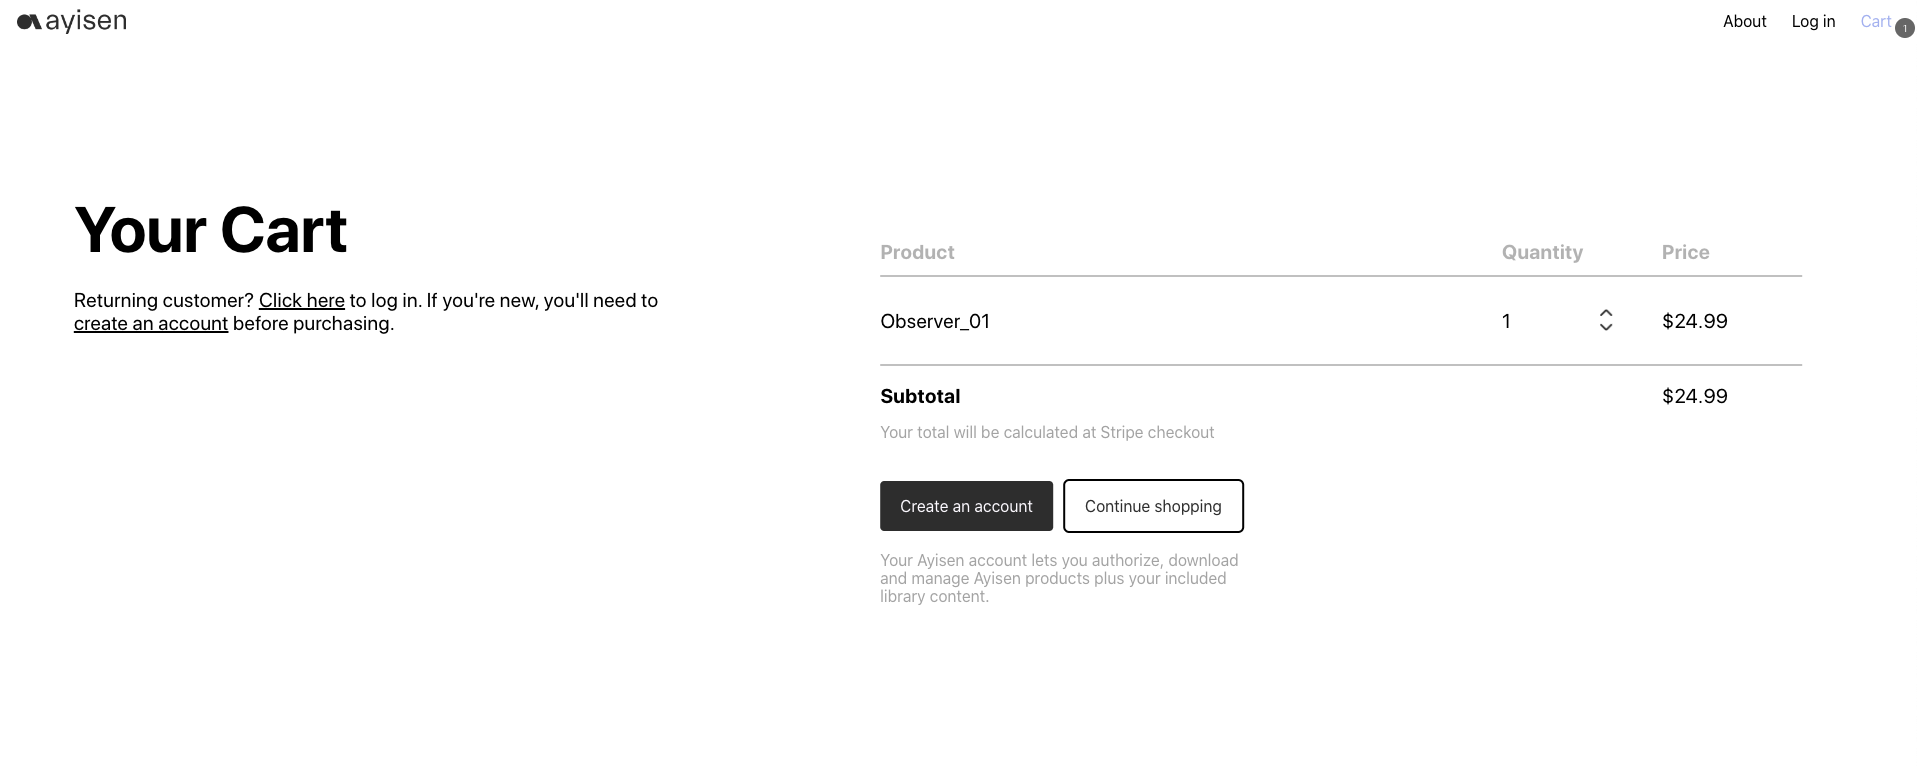 ayisen
About Log in Cart 1
Your Cart
Returning customer? Click here to log in. If you're new, you'll need to
create an account before purchasing.
Product Quantity Price
Observer_01 1 $24.99
Subtotal $24.99
Your total will be calculated at Stripe checkout
Create an account Continue shopping
Your Ayisen account lets you authorize, download
and manage Ayisen products plus your included
library content.